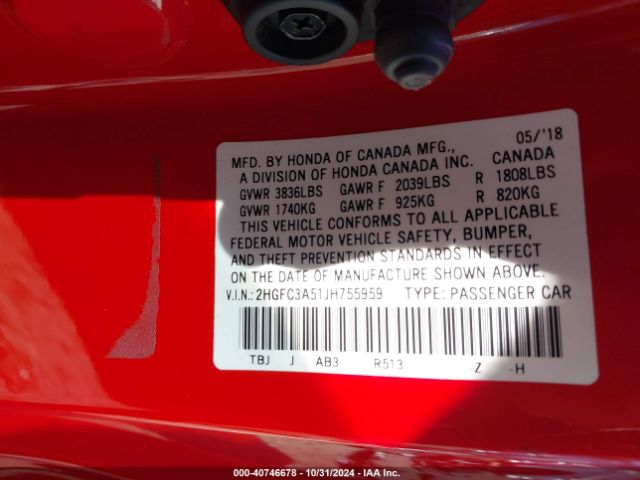 05/'18
MFD. BY HONDA OF CANADA MFG.,
A DIVISION OF HONDA CANADA INC. CANADA
GVWR 3836LBS GAWR F 2039LBS R 1808LBS
GVWR 1740KG GAWR F 925KG R 820KG
THIS VEHICLE CONFORMS TO ALL APPLICABLE
FEDERAL MOTOR VEHICLE SAFETY, BUMPER,
AND THEFT PREVENTION STANDARDS IN EFFECT
ON THE DATE OF MANUFACTURE SHOWN ABOVE.
V.I.N.: 2HGFC3A51JH755959 TYPE: PASSENGER CAR
TBJ J AB3 R513 -Z -H
000-40746678 - 10/31/2024 - IAA Inc.